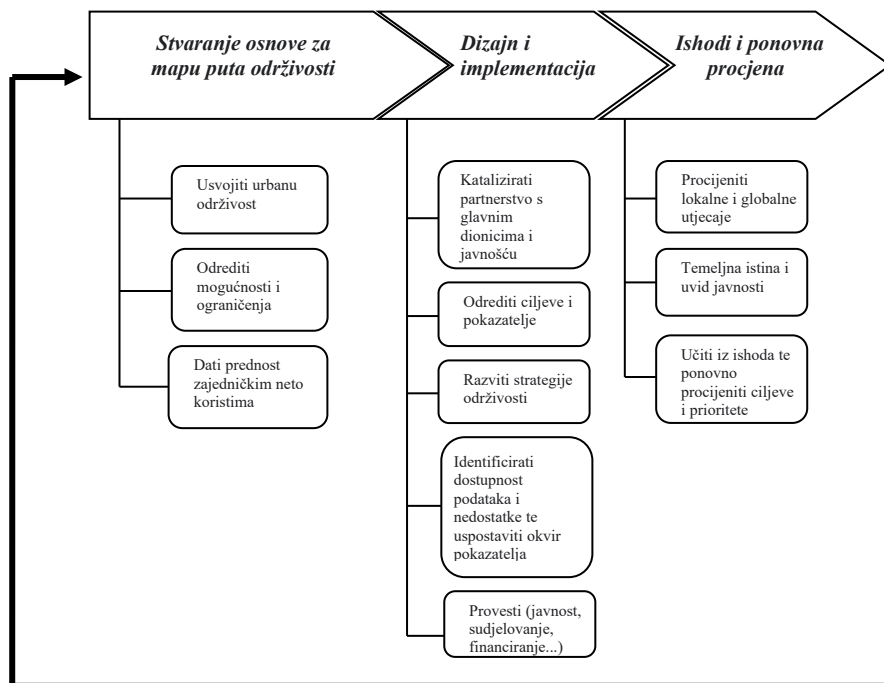 Stvaranje osnove za
mapu puta održivosti
Usvojiti urbanu
održivost
Odrediti
mogućnosti i
ograničenja
Dati prednost
zajedničkim neto
koristima
Dizajn i
implementacija
Katalizirati
partnerstvo s
glavnim
dionicima i
javnošću
Odrediti ciljeve i
pokazatelje
Razviti strategije
održivosti
Identificirati
dostupnost
podataka i
nedostatke te
uspostaviti okvir
pokazatelja
Provesti (javnost,
sudjelovanje,
financiranje...)
Ishodi i ponovna
procjena
Procijeniti
lokalne i globalne
utjecaje
Temeljna istina i
uvid javnosti
Učiti iz ishoda te
ponovno
procijeniti ciljeve
i prioritete